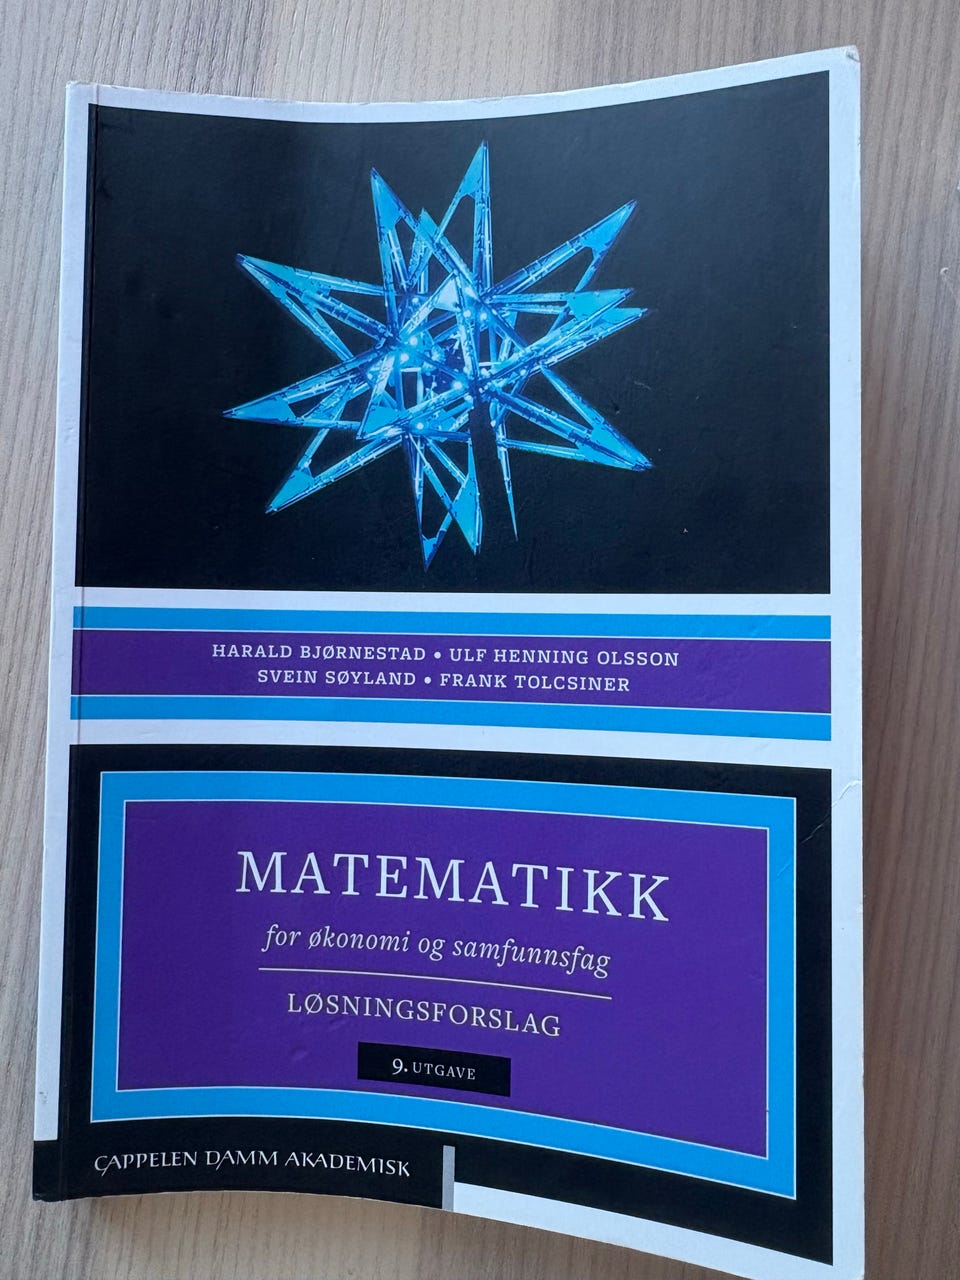 HARALD BJØRNESTAD • ULF HENNING OLSSON
SVEIN SØYLAND • FRANK TOLCSINER
MATEMATIKK
for økonomi og samfunnsfag
LØSNINGSFORSLAG
9. UTGAVE
CAPPELEN DAMM AKADEMISK